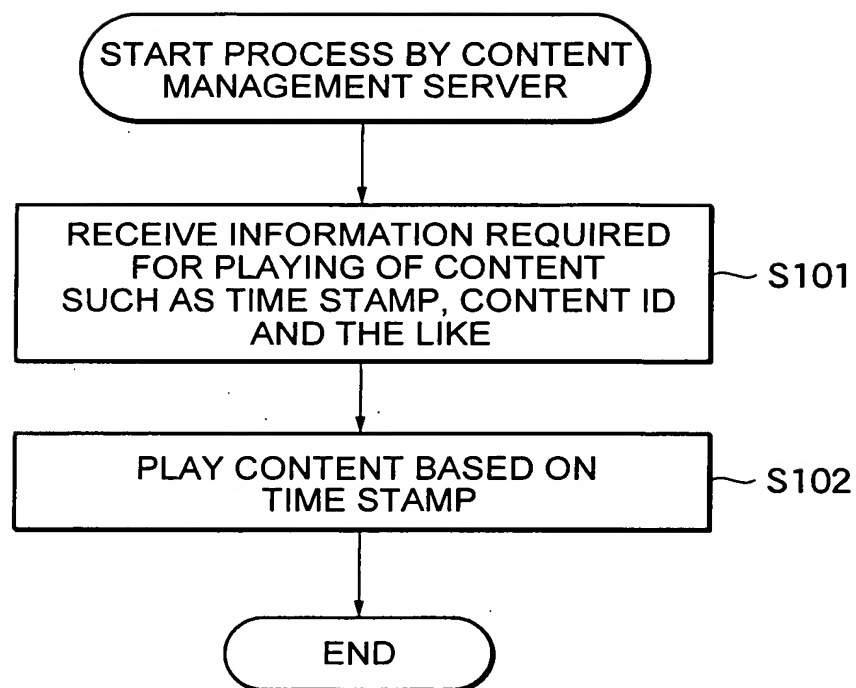 START PROCESS BY CONTENT
MANAGEMENT SERVER
RECEIVE INFORMATION REQUIRED
FOR PLAYING OF CONTENT
SUCH AS TIME STAMP, CONTENT ID
AND THE LIKE
S101
PLAY CONTENT BASED ON
TIME STAMP
S102
END